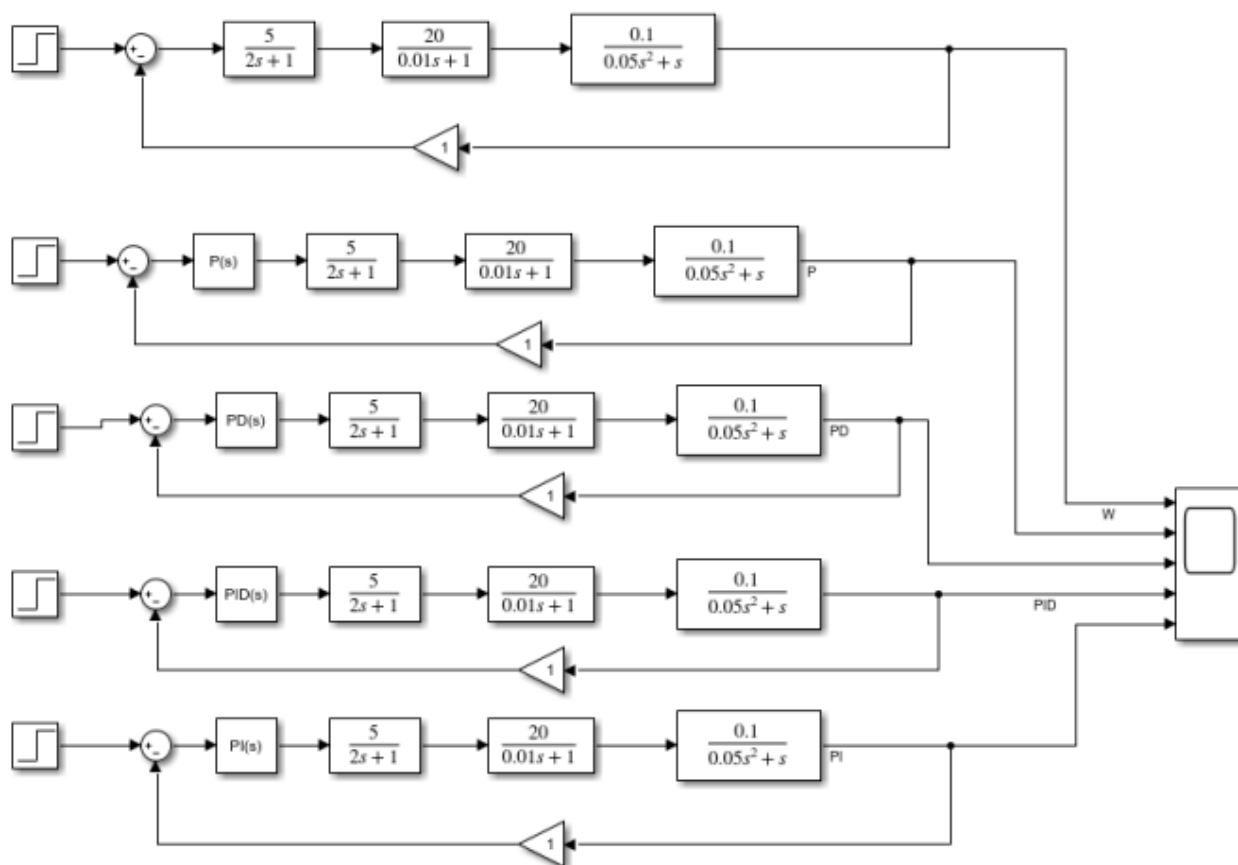 +
−
5
2s + 1
20
0.01s + 1
0.1
0.05s² + s
1
+
−
P(s)
5
2s + 1
20
0.01s + 1
0.1
0.05s² + s
P
1
+
−
PD(s)
5
2s + 1
20
0.01s + 1
0.1
0.05s² + s
PD
1
W
+
−
PID(s)
5
2s + 1
20
0.01s + 1
0.1
0.05s² + s
PID
1
+
−
PI(s)
5
2s + 1
20
0.01s + 1
0.1
0.05s² + s
PI
1